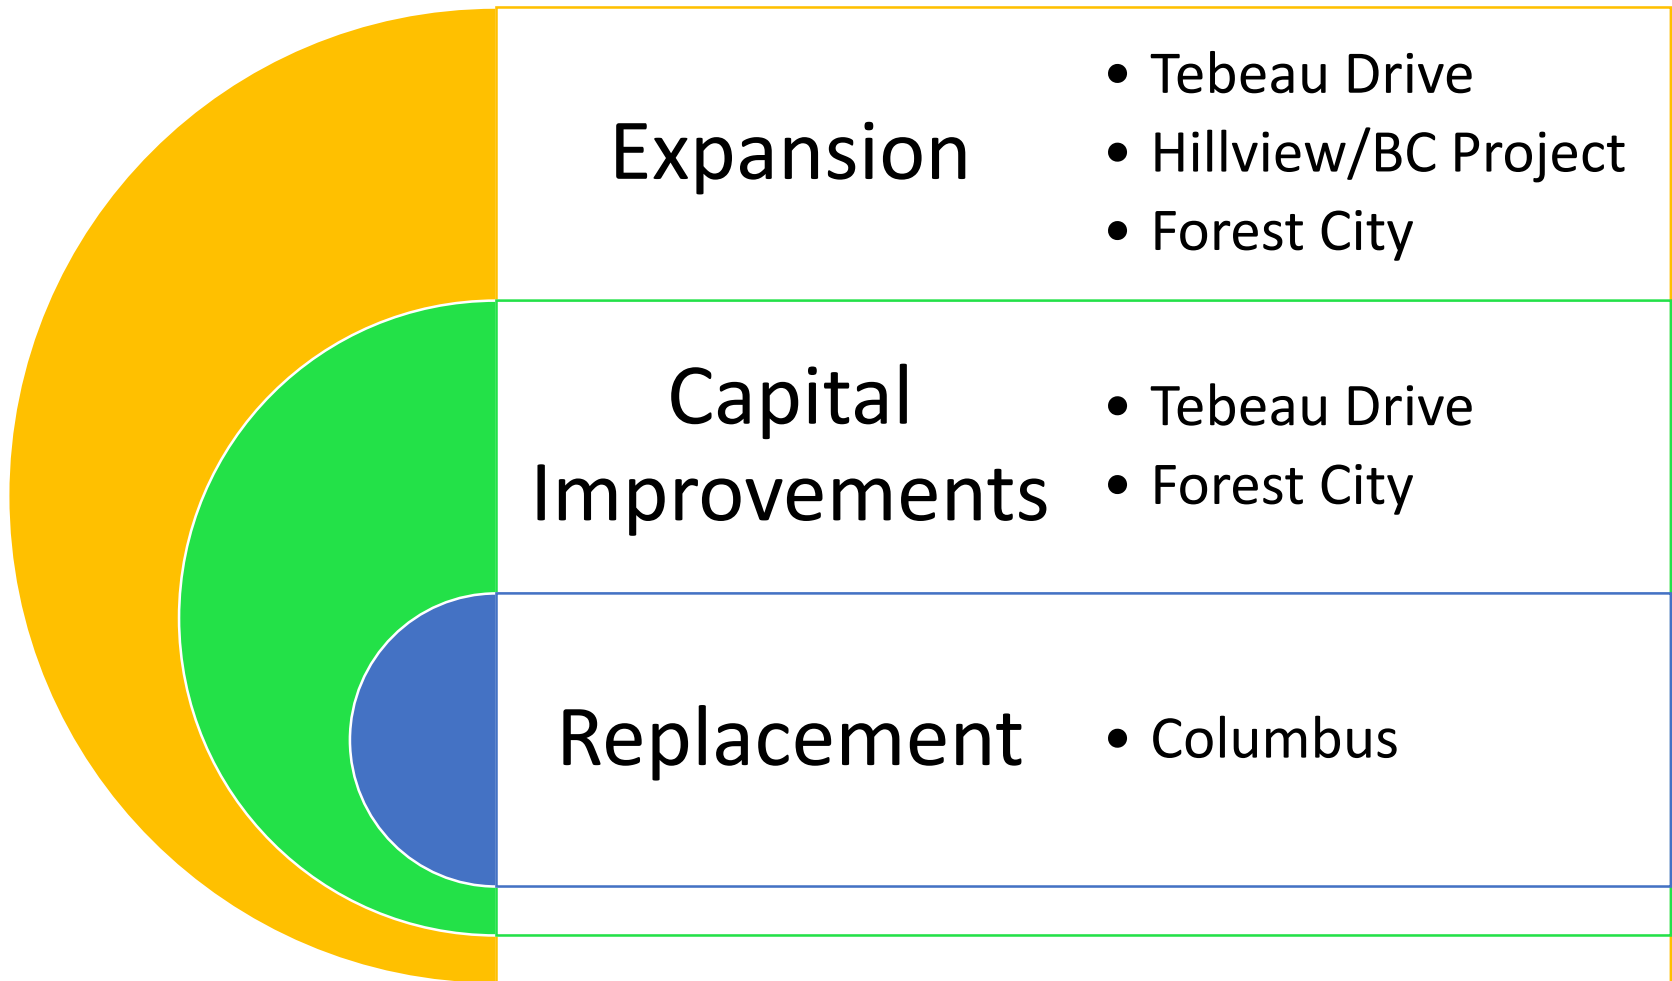 Expansion
• Tebeau Drive
• Hillview/BC Project
• Forest City
Capital
Improvements
• Tebeau Drive
• Forest City
Replacement
• Columbus